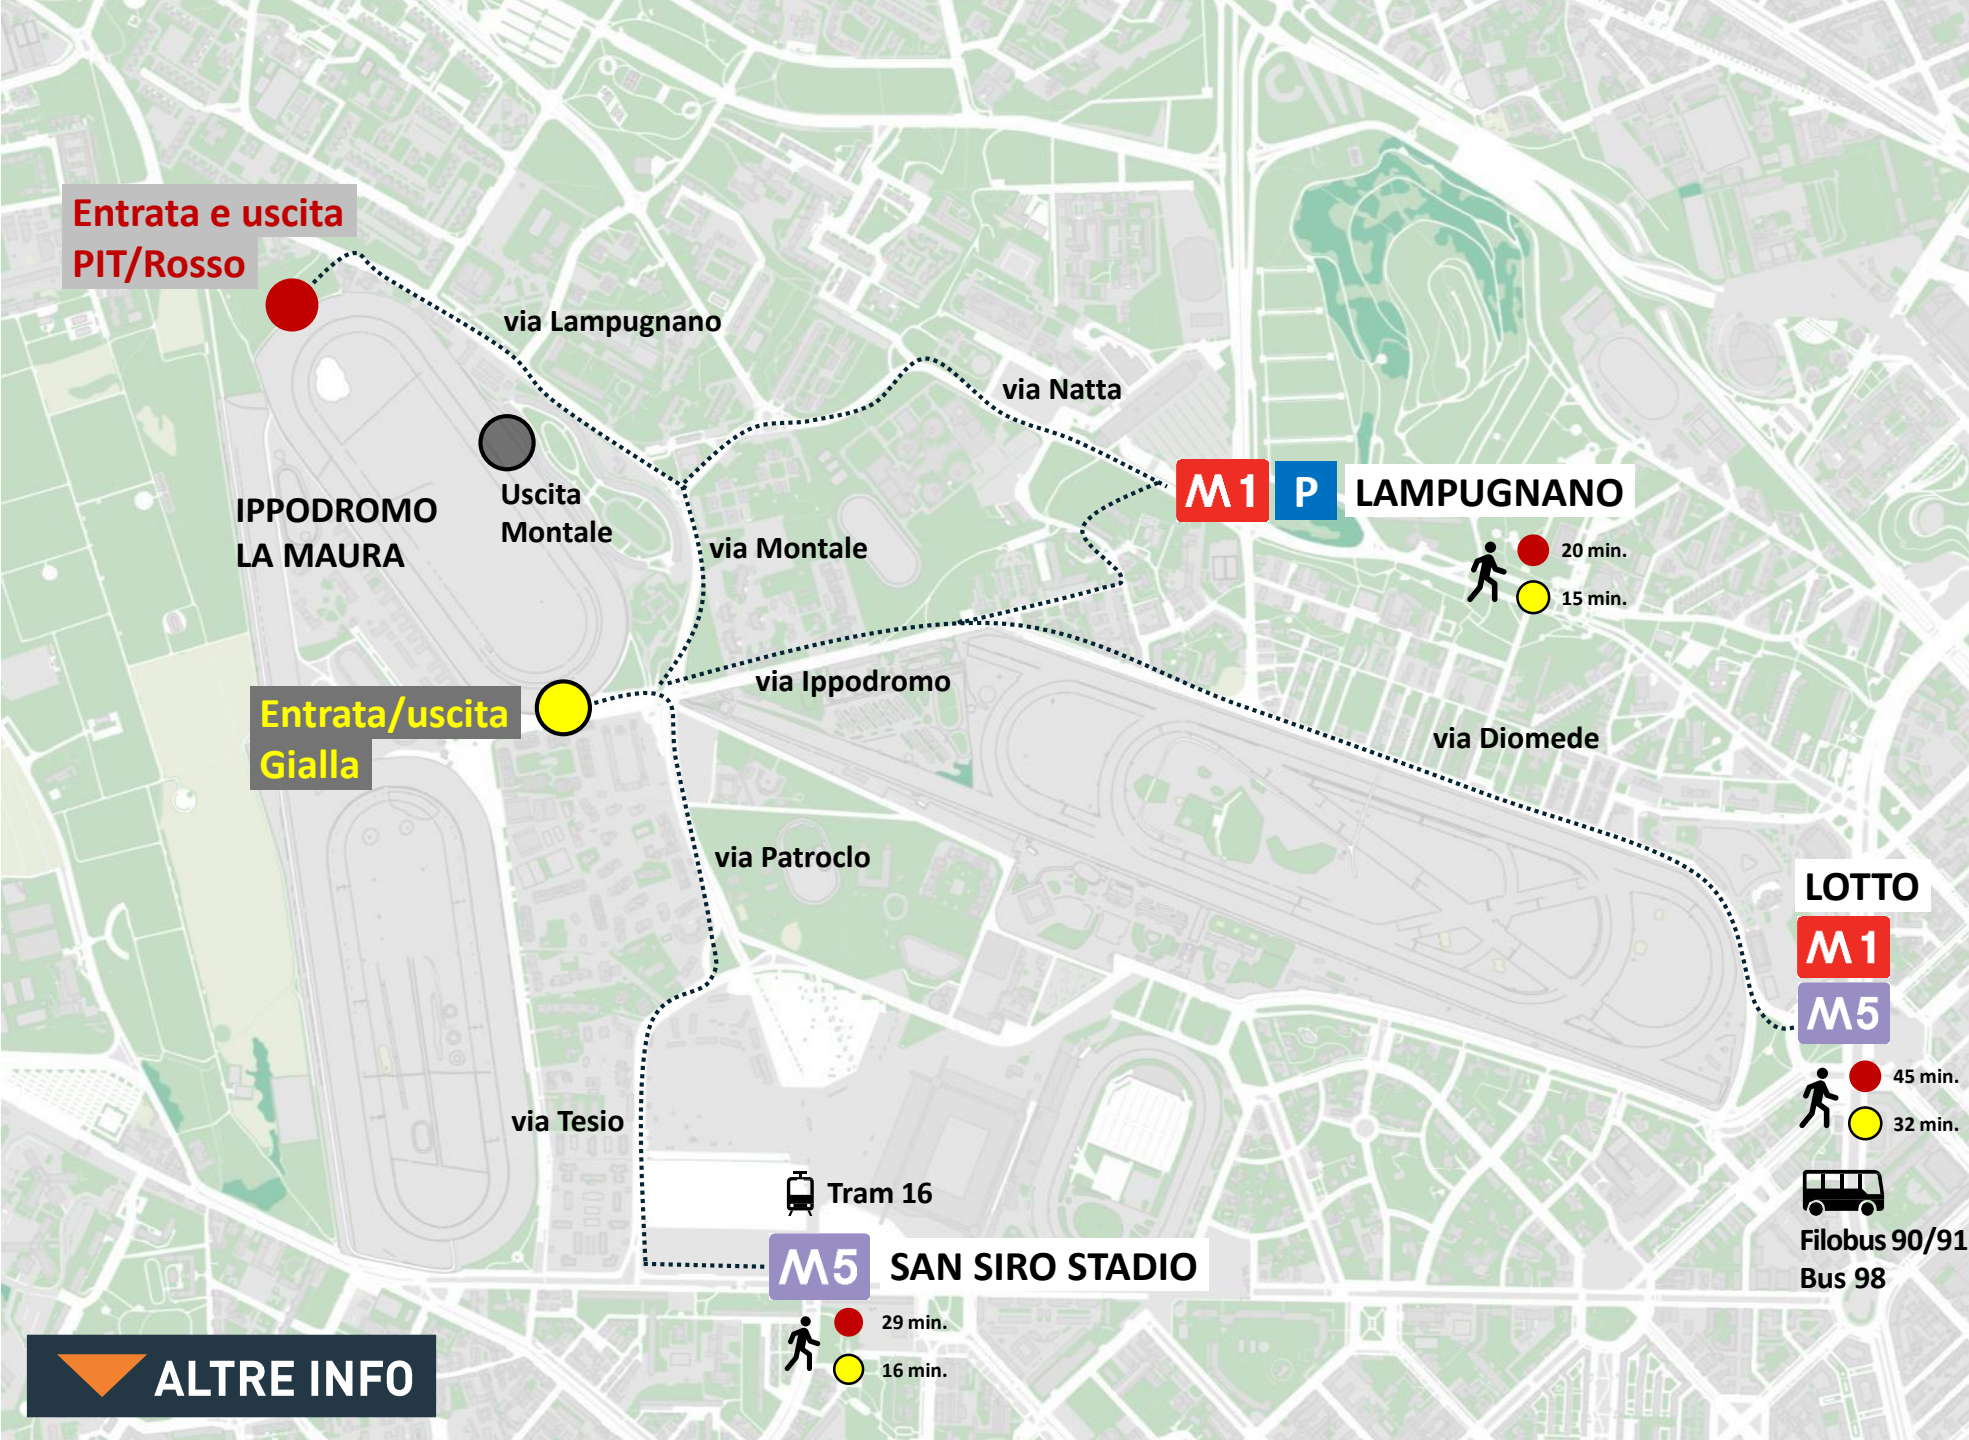 Entrata e uscita
PIT/Rosso
via Lampugnano
via Natta
M1 P LAMPUGNANO
20 min.
15 min.
Uscita
Montale
IPPODROMO
LA MAURA
via Montale
via Ippodromo
Entrata/uscita
Gialla
via Diomede
via Patroclo
LOTTO
M1
M5
45 min.
32 min.
Filobus 90/91
Bus 98
via Tesio
Tram 16
M5 SAN SIRO STADIO
29 min.
16 min.
ALTRE INFO